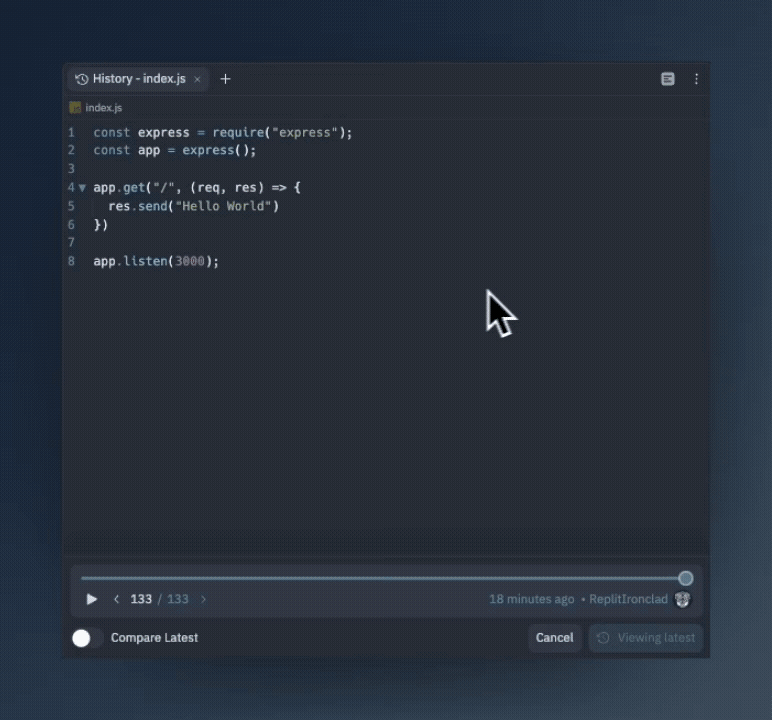 History - index.js × +
index.js
1 const express = require("express");
2 const app = express();
3
4 app.get("/", (req, res) => {
5   res.send("Hello World")
6 })
7
8 app.listen(3000);
133 / 133 18 minutes ago • ReplitIronclad
Compare Latest Cancel Viewing latest